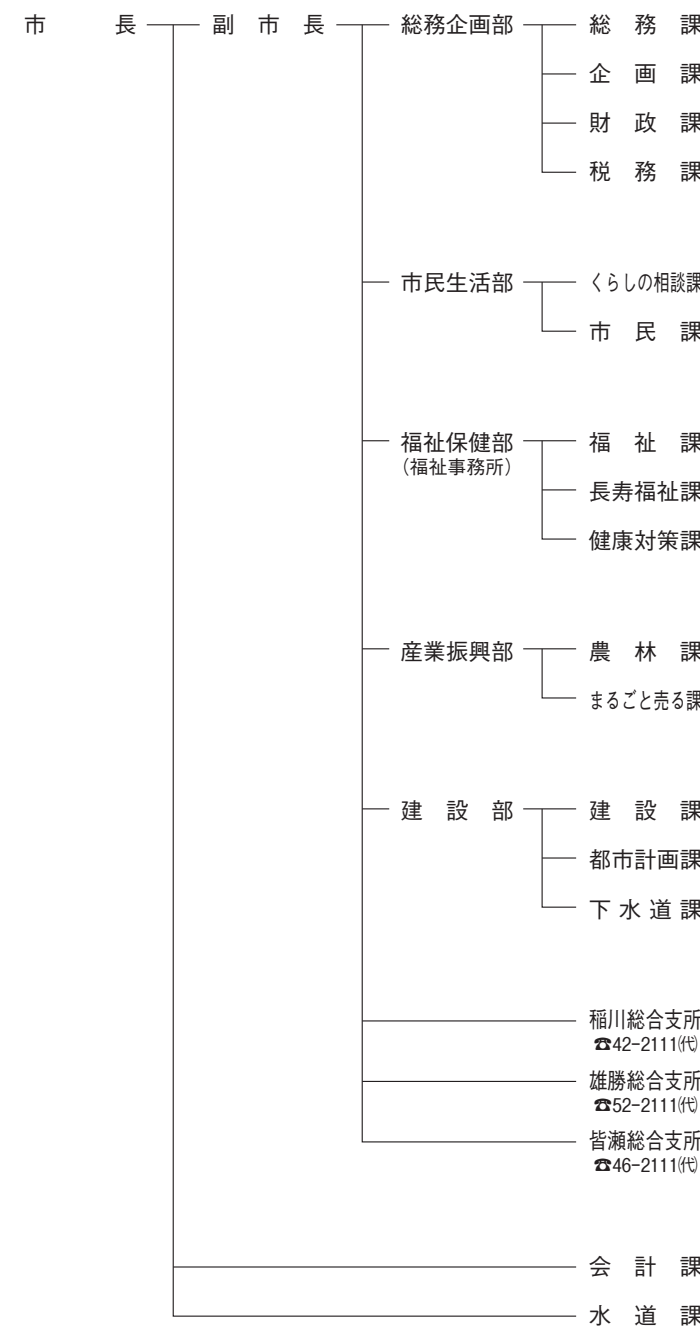 市長 副市長 総務企画部 総務課
企画課
財政課
税務課
市民生活部 くらしの相談課
市民課
福祉保健部 福祉課
（福祉事務所）
長寿福祉課
健康対策課
産業振興部 農林課
まるごと売る課
建設部 建設課
都市計画課
下水道課
稲川総合支所
☎42-2111㈹
雄勝総合支所
☎52-2111㈹
皆瀬総合支所
☎46-2111㈹
会計課
水道課